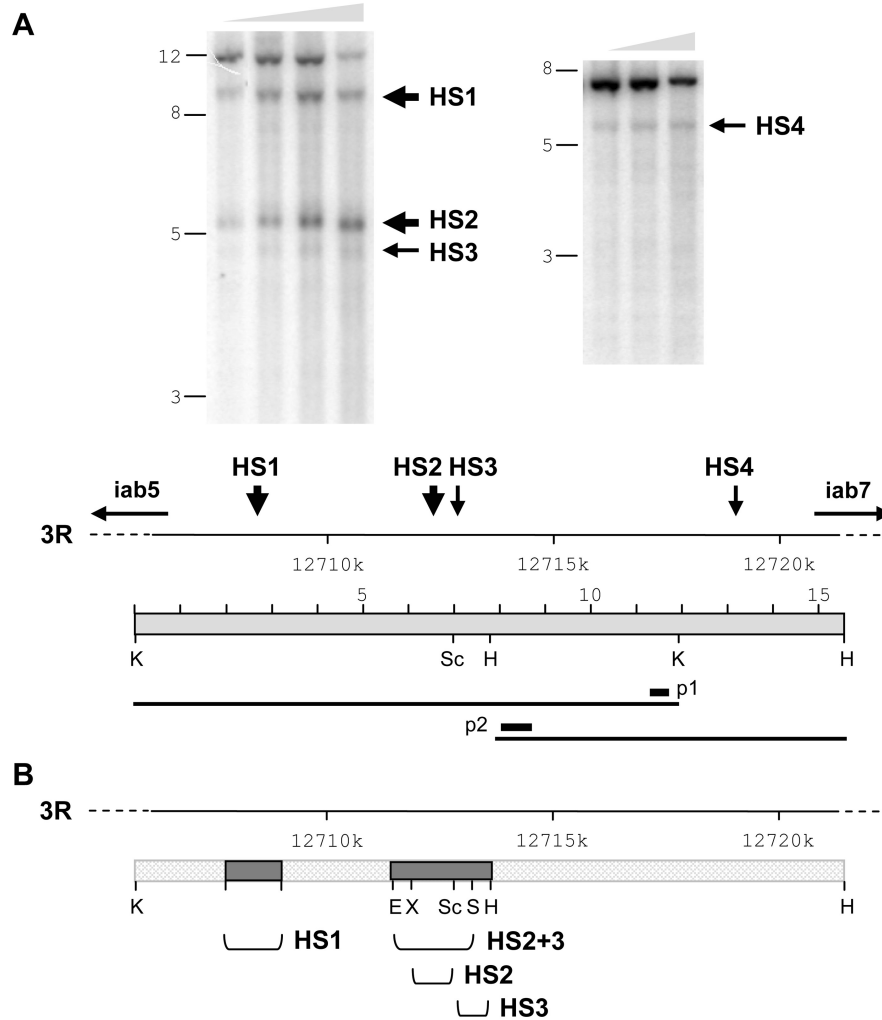 A
12
8
5
3
HS1
HS2
HS3
8
5
3
HS4
HS1 HS2 HS3 HS4
iab5 iab7
3R
12710k 12715k 12720k
5 10 15
K Sc H K H
p1
p2
B
3R
12710k 12715k 12720k
K E X Sc S H H
HS1 HS2+3
HS2
HS3